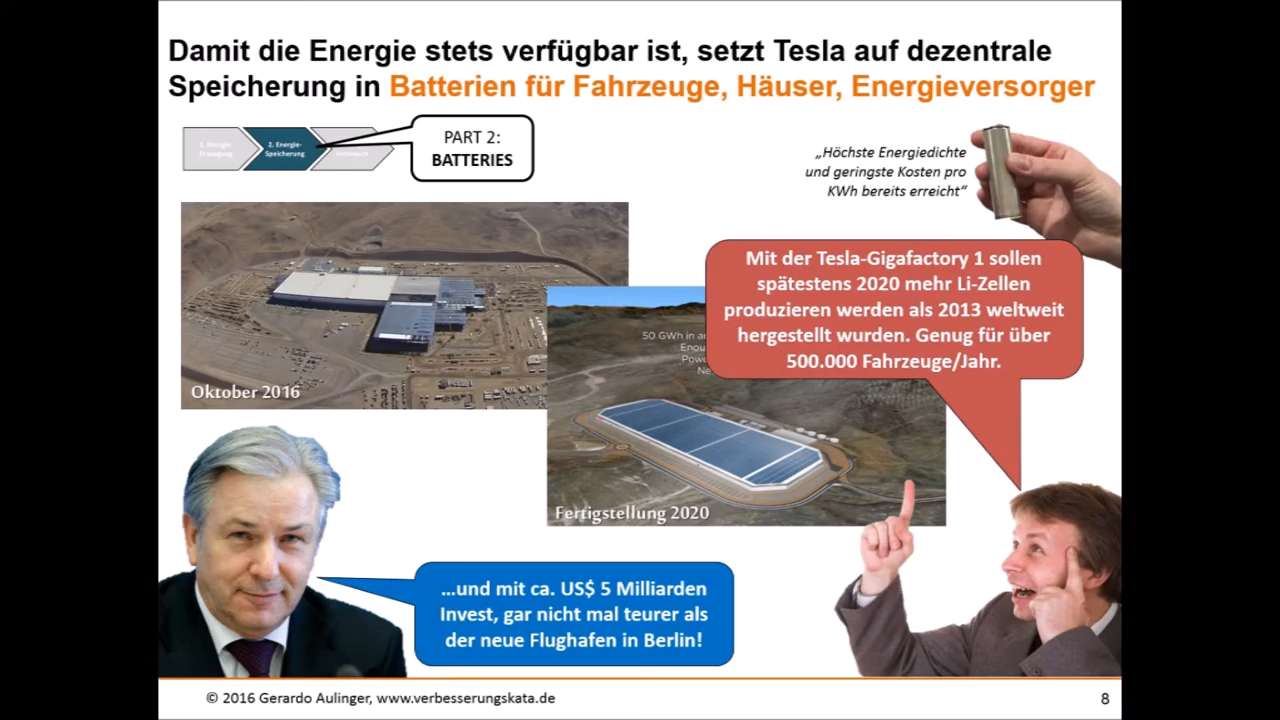 Damit die Energie stets verfügbar ist, setzt Tesla auf dezentrale
Speicherung in Batterien für Fahrzeuge, Häuser, Energieversorger
1. Energie
Erzeugung
2. Energie-
Speicherung
PART 2:
BATTERIES
„Höchste Energiedichte
und geringste Kosten pro
KWh bereits erreicht“
Mit der Tesla-Gigafactory 1 sollen
spätestens 2020 mehr Li-Zellen
produzieren werden als 2013 weltweit
hergestellt wurden. Genug für über
500.000 Fahrzeuge/Jahr.
50 GWh in
Oktober 2016
Fertigstellung 2020
...und mit ca. US$ 5 Milliarden
Invest, gar nicht mal teurer als
der neue Flughafen in Berlin!
© 2016 Gerardo Aulinger, www.verbesserungskata.de
8